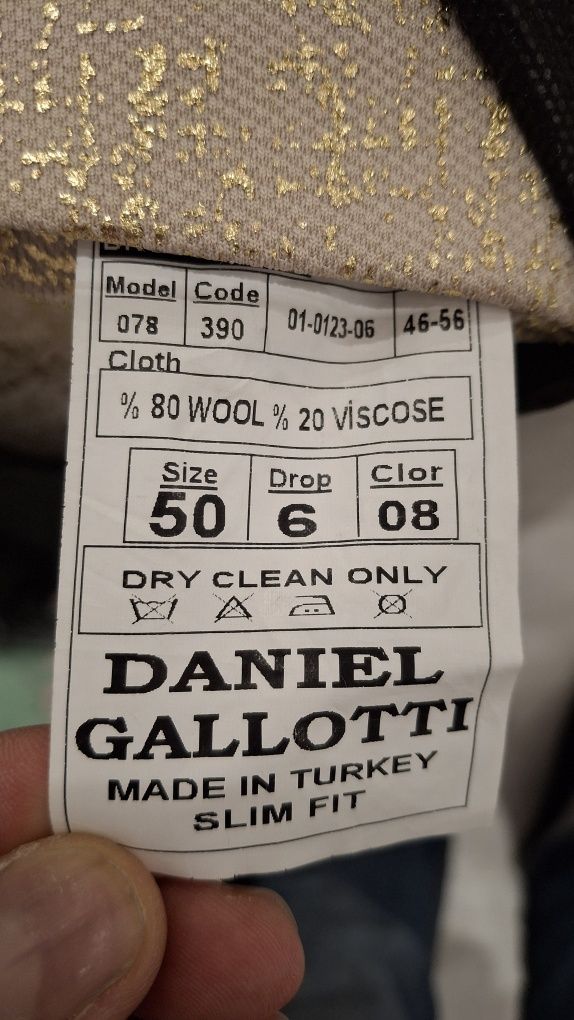 Model Code
078 390 01-0123-06 46-56
Cloth
% 80 WOOL % 20 VİSCOSE
Size Drop Clor
50 6 08
DRY CLEAN ONLY
DANIEL
GALLOTTI
MADE IN TURKEY
SLIM FIT